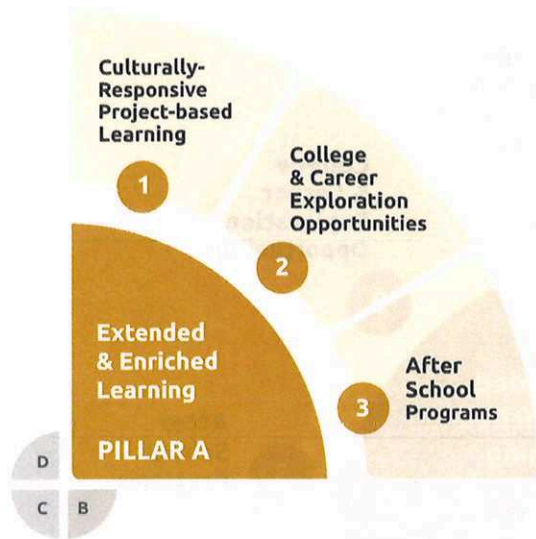 Culturally-
Responsive
Project-based
Learning
1
College
& Career
Exploration
Opportunities
2
After
School
Programs
3
Extended
& Enriched
Learning
PILLAR A
D
C
B